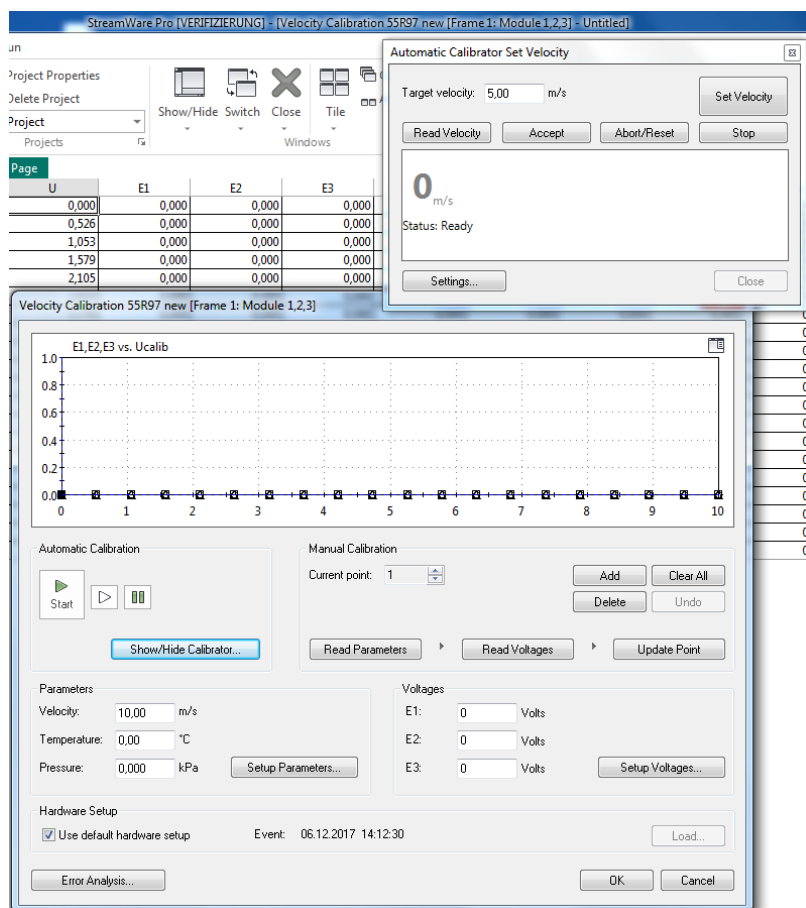 StreamWare Pro [VERIFIZIERUNG] - [Velocity Calibration 55R97 new [Frame 1: Module 1,2,3] - Untitled]
un
Project Properties
Delete Project
Project
Projects
Show/Hide Switch Close Tile
Windows
Page
U E1 E2 E3
0,000 0,000 0,000 0,000
0,526 0,000 0,000 0,000
1,053 0,000 0,000 0,000
1,579 0,000 0,000 0,000
2,105 0,000 0,000 0,000
Automatic Calibrator Set Velocity
Target velocity: 5,00 m/s
Set Velocity
Read Velocity Accept Abort/Reset Stop
0 m/s
Status: Ready
Settings... Close
Velocity Calibration 55R97 new [Frame 1: Module 1,2,3]
E1,E2,E3 vs. Ucalib
1.0
0.8
0.6
0.4
0.2
0.0
0 1 2 3 4 5 6 7 8 9 10
Automatic Calibration
Start
Show/Hide Calibrator...
Manual Calibration
Current point: 1
Add Clear All
Delete Undo
Read Parameters Read Voltages Update Point
Parameters
Velocity: 10,00 m/s
Temperature: 0,00 °C
Pressure: 0,000 kPa Setup Parameters...
Voltages
E1: 0 Volts
E2: 0 Volts
E3: 0 Volts Setup Voltages...
Hardware Setup
Use default hardware setup Event: 06.12.2017 14:12:30 Load...
Error Analysis... OK Cancel